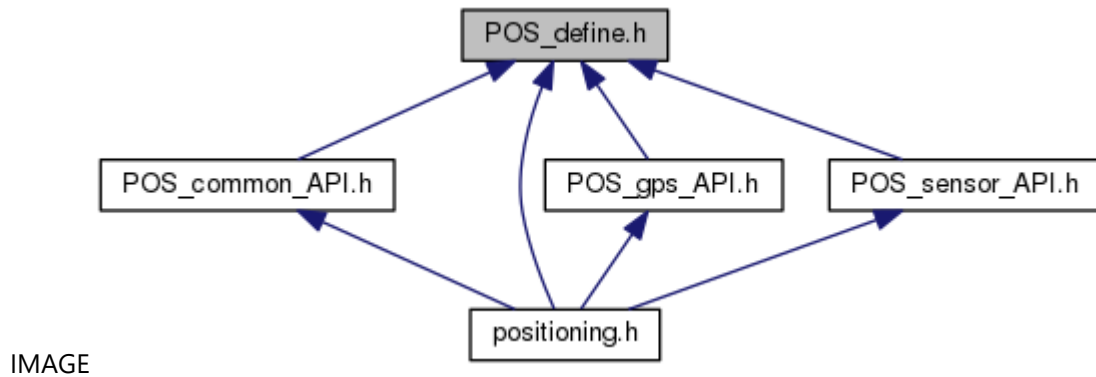 POS_define.h
POS_common_API.h
POS_gps_API.h
POS_sensor_API.h
positioning.h
IMAGE